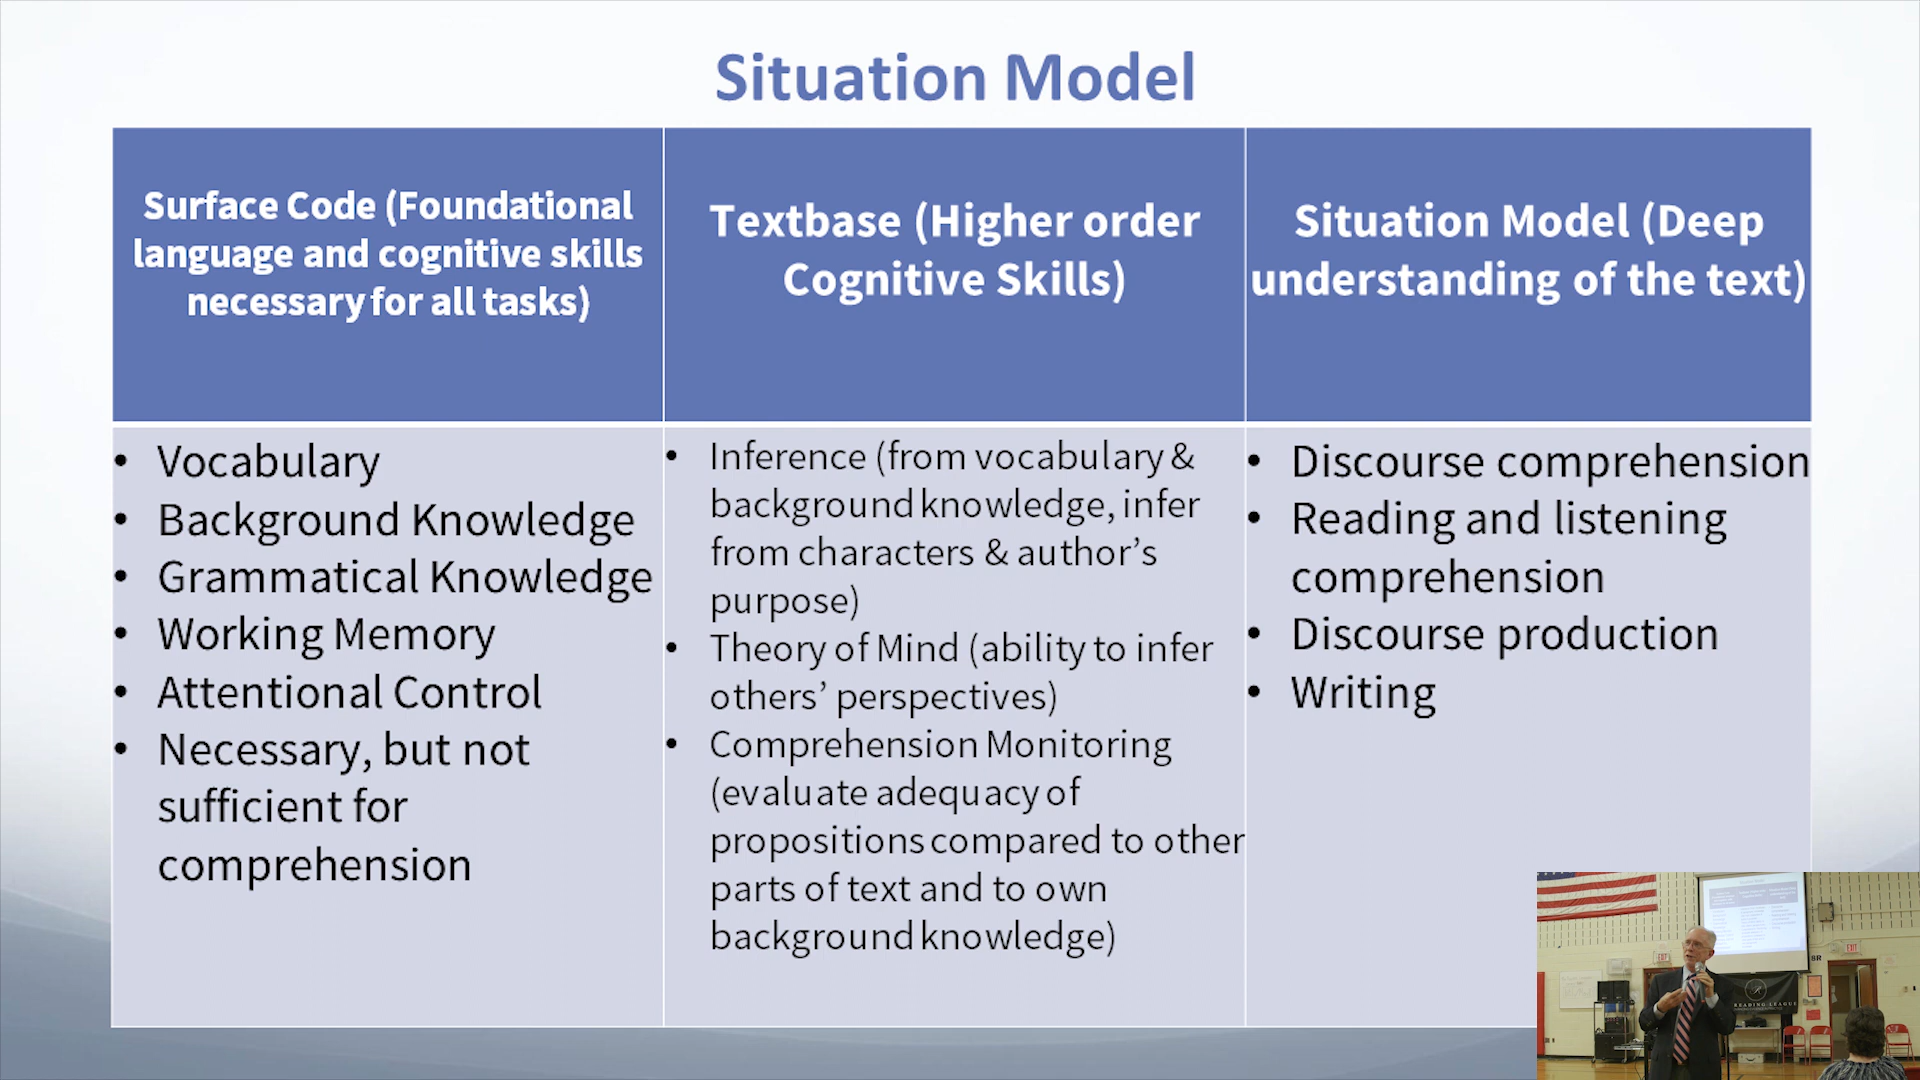 Situation Model
Surface Code (Foundational
language and cognitive skills
necessary for all tasks)
Textbase (Higher order
Cognitive Skills)
Situation Model (Deep
understanding of the text)
• Vocabulary
• Background Knowledge
• Grammatical Knowledge
• Working Memory
• Attentional Control
• Necessary, but not
sufficient for
comprehension
• Inference (from vocabulary &
background knowledge, infer
from characters & author’s
purpose)
• Theory of Mind (ability to infer
others’ perspectives)
• Comprehension Monitoring
(evaluate adequacy of
propositions compared to other
parts of text and to own
background knowledge)
• Discourse comprehension
• Reading and listening
comprehension
• Discourse production
• Writing
EXIT
EXIT
READING LEAGUE